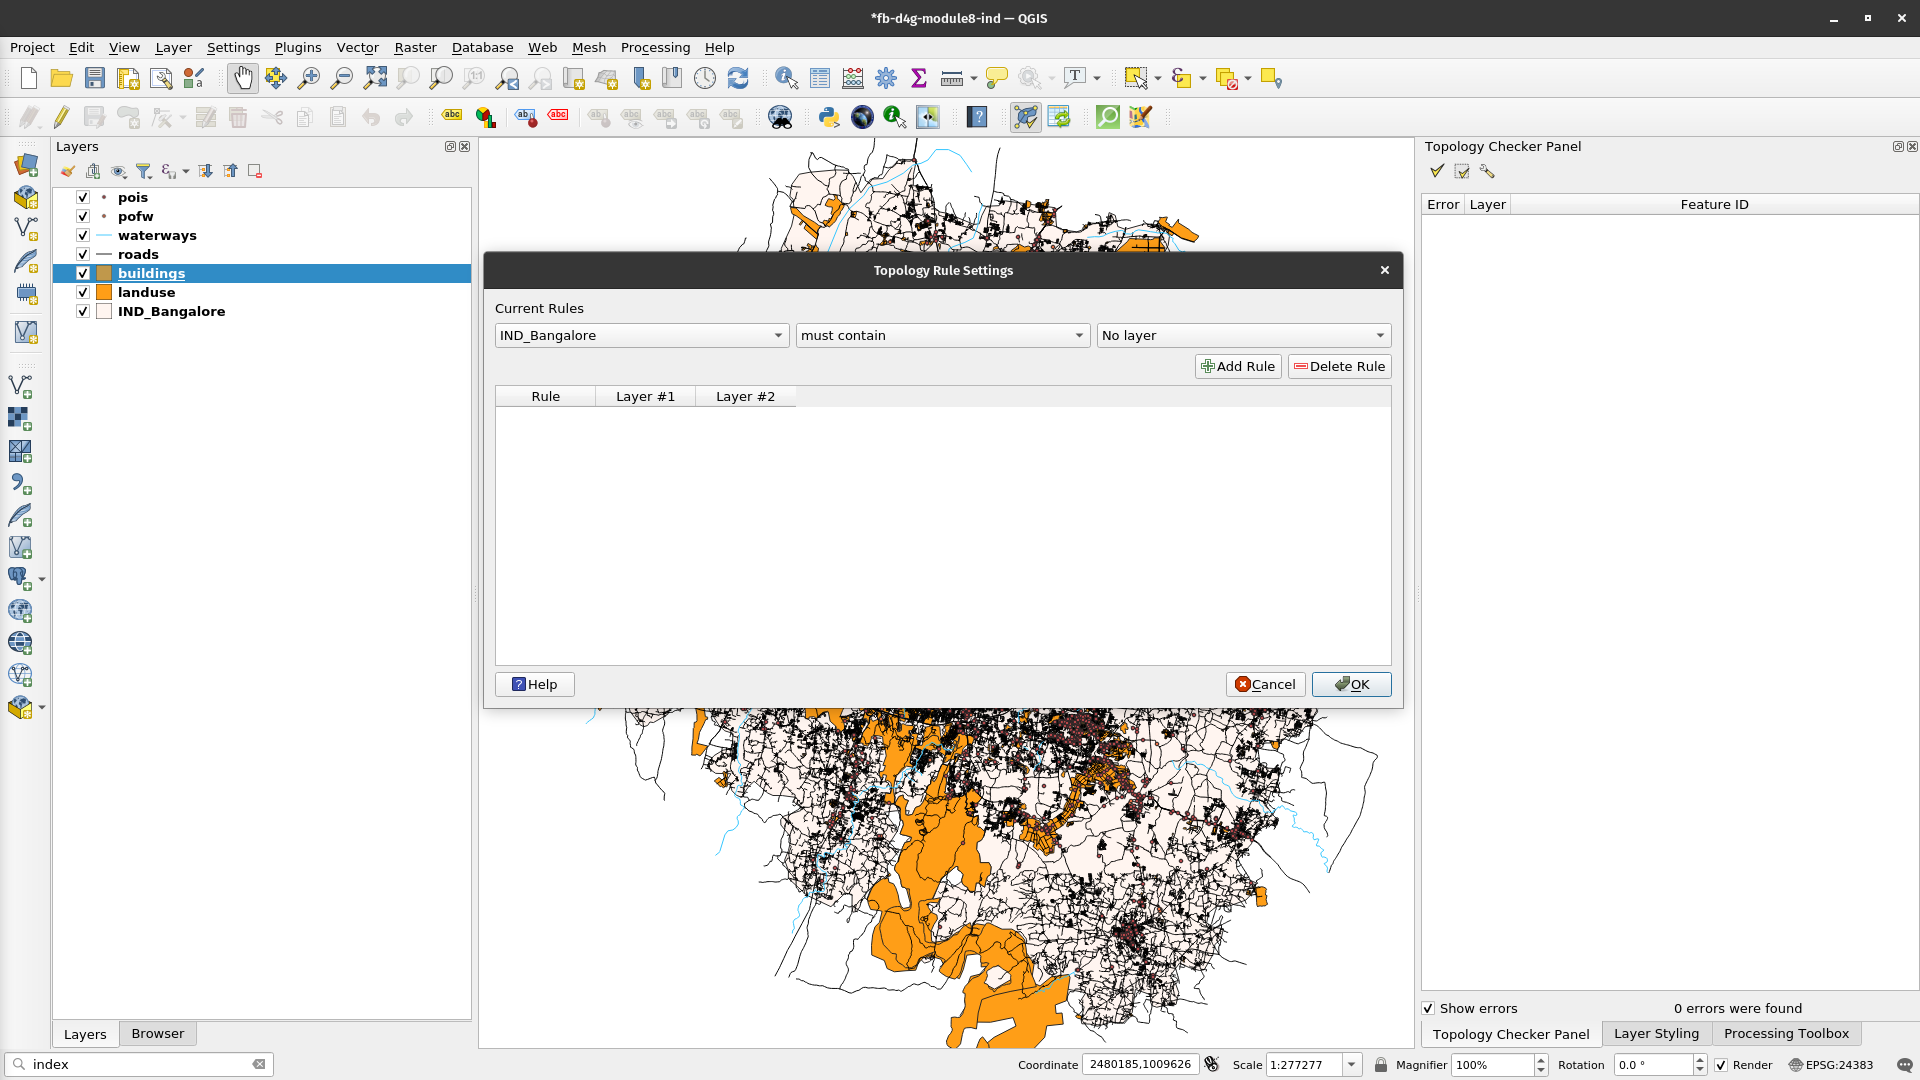 *fb-d4g-module8-ind — QGIS
Project Edit View Layer Settings Plugins Vector Raster Database Web Mesh Processing Help
Layers
pois
pofw
waterways
roads
buildings
landuse
IND_Bangalore
Topology Rule Settings
Current Rules
IND_Bangalore must contain No layer
Add Rule Delete Rule
Rule Layer #1 Layer #2
Help Cancel OK
Topology Checker Panel
Error Layer Feature ID
Show errors 0 errors were found
Layers Browser
Topology Checker Panel Layer Styling Processing Toolbox
index
Coordinate 2480185,1009626 Scale 1:277277 Magnifier 100% Rotation 0.0 ° Render EPSG:24383